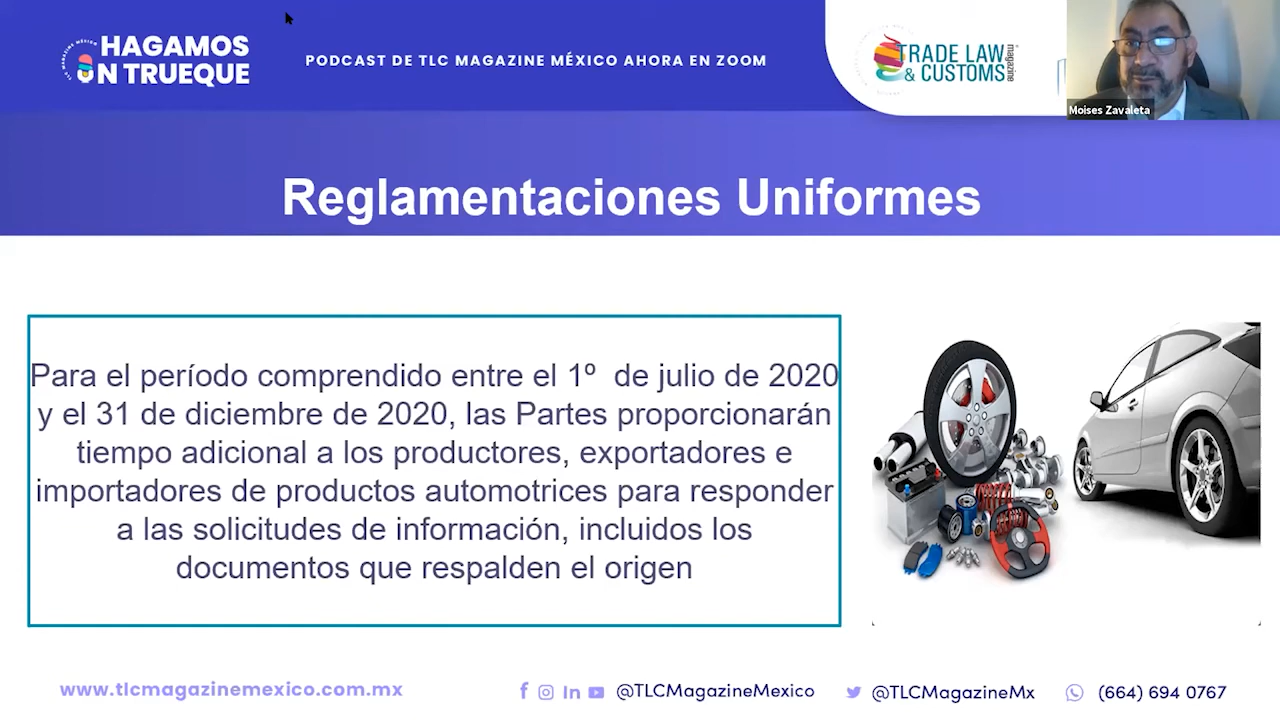 HAGAMOS
UN TRUEQUE
TLC MAGAZINE MÉXICO
PODCAST DE TLC MAGAZINE MÉXICO AHORA EN ZOOM
TRADE LAW
& CUSTOMS
magazine
Moises Zavaleta
Reglamentaciones Uniformes
Para el período comprendido entre el 1º de julio de 2020
y el 31 de diciembre de 2020, las Partes proporcionarán
tiempo adicional a los productores, exportadores e
importadores de productos automotrices para responder
a las solicitudes de información, incluidos los
documentos que respalden el origen
www.tlcmagazinemexico.com.mx
@TLCMagazineMexico
@TLCMagazineMx
(664) 694 0767